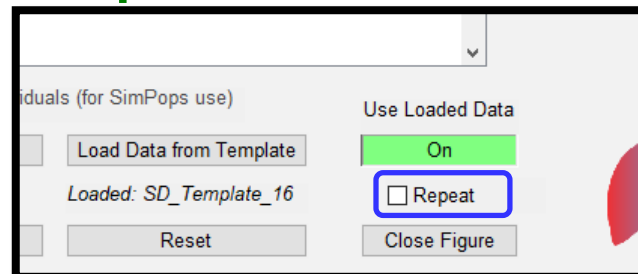 iduals (for SimPops use)
Use Loaded Data
Load Data from Template
On
Loaded: SD_Template_16
Repeat
Reset
Close Figure